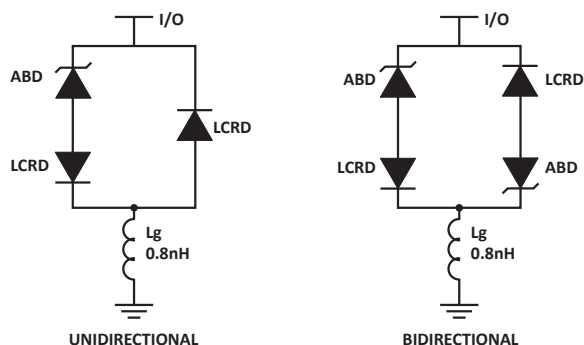 I/O
ABD
LCRD
LCRD
Lg
0.8nH
UNIDIRECTIONAL
I/O
ABD
LCRD
LCRD
ABD
Lg
0.8nH
BIDIRECTIONAL